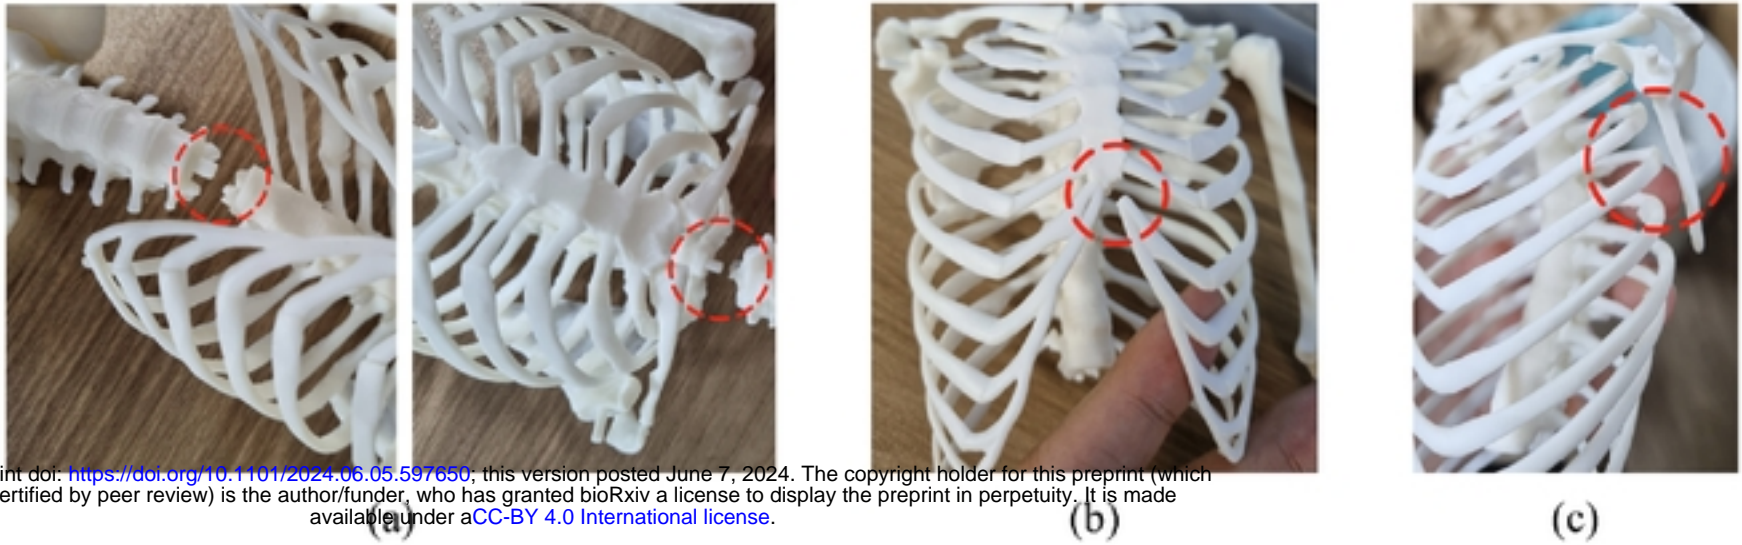 int doi: https://doi.org/10.1101/2024.06.05.597650; this version posted June 7, 2024. The copyright holder for this preprint (which
ertified by peer review) is the author/funder, who has granted bioRxiv a license to display the preprint in perpetuity. It is made
available under aCC-BY 4.0 International license.
(a)
(b)
(c)